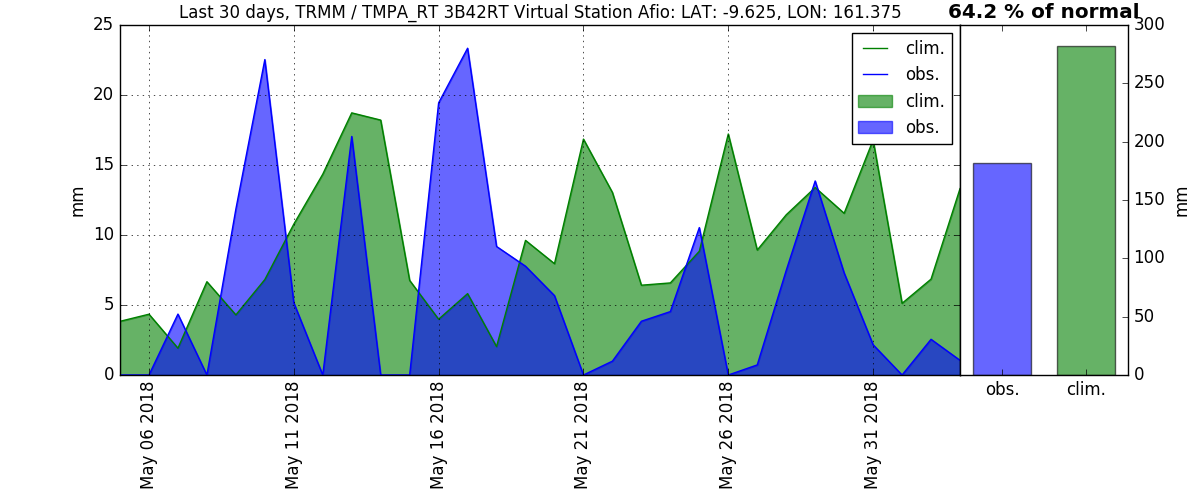 Last 30 days, TRMM / TMPA_RT 3B42RT Virtual Station Afio: LAT: -9.625, LON: 161.375
64.2 % of normal
25
20
15
10
5
0
mm
clim.
obs.
clim.
obs.
300
250
200
150
100
50
0
mm
obs.
clim.
May 06 2018
May 11 2018
May 16 2018
May 21 2018
May 26 2018
May 31 2018